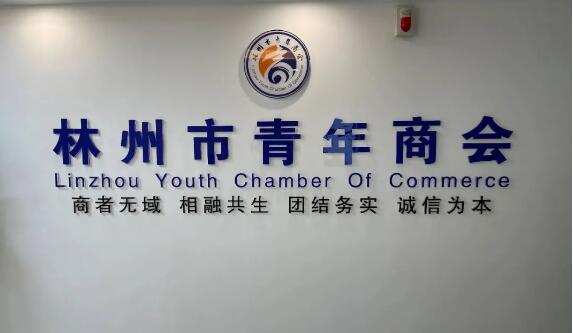 林州市青年商会
Linzhou Youth Chamber Of Commerce
商者无域 相融共生 团结务实 诚信为本